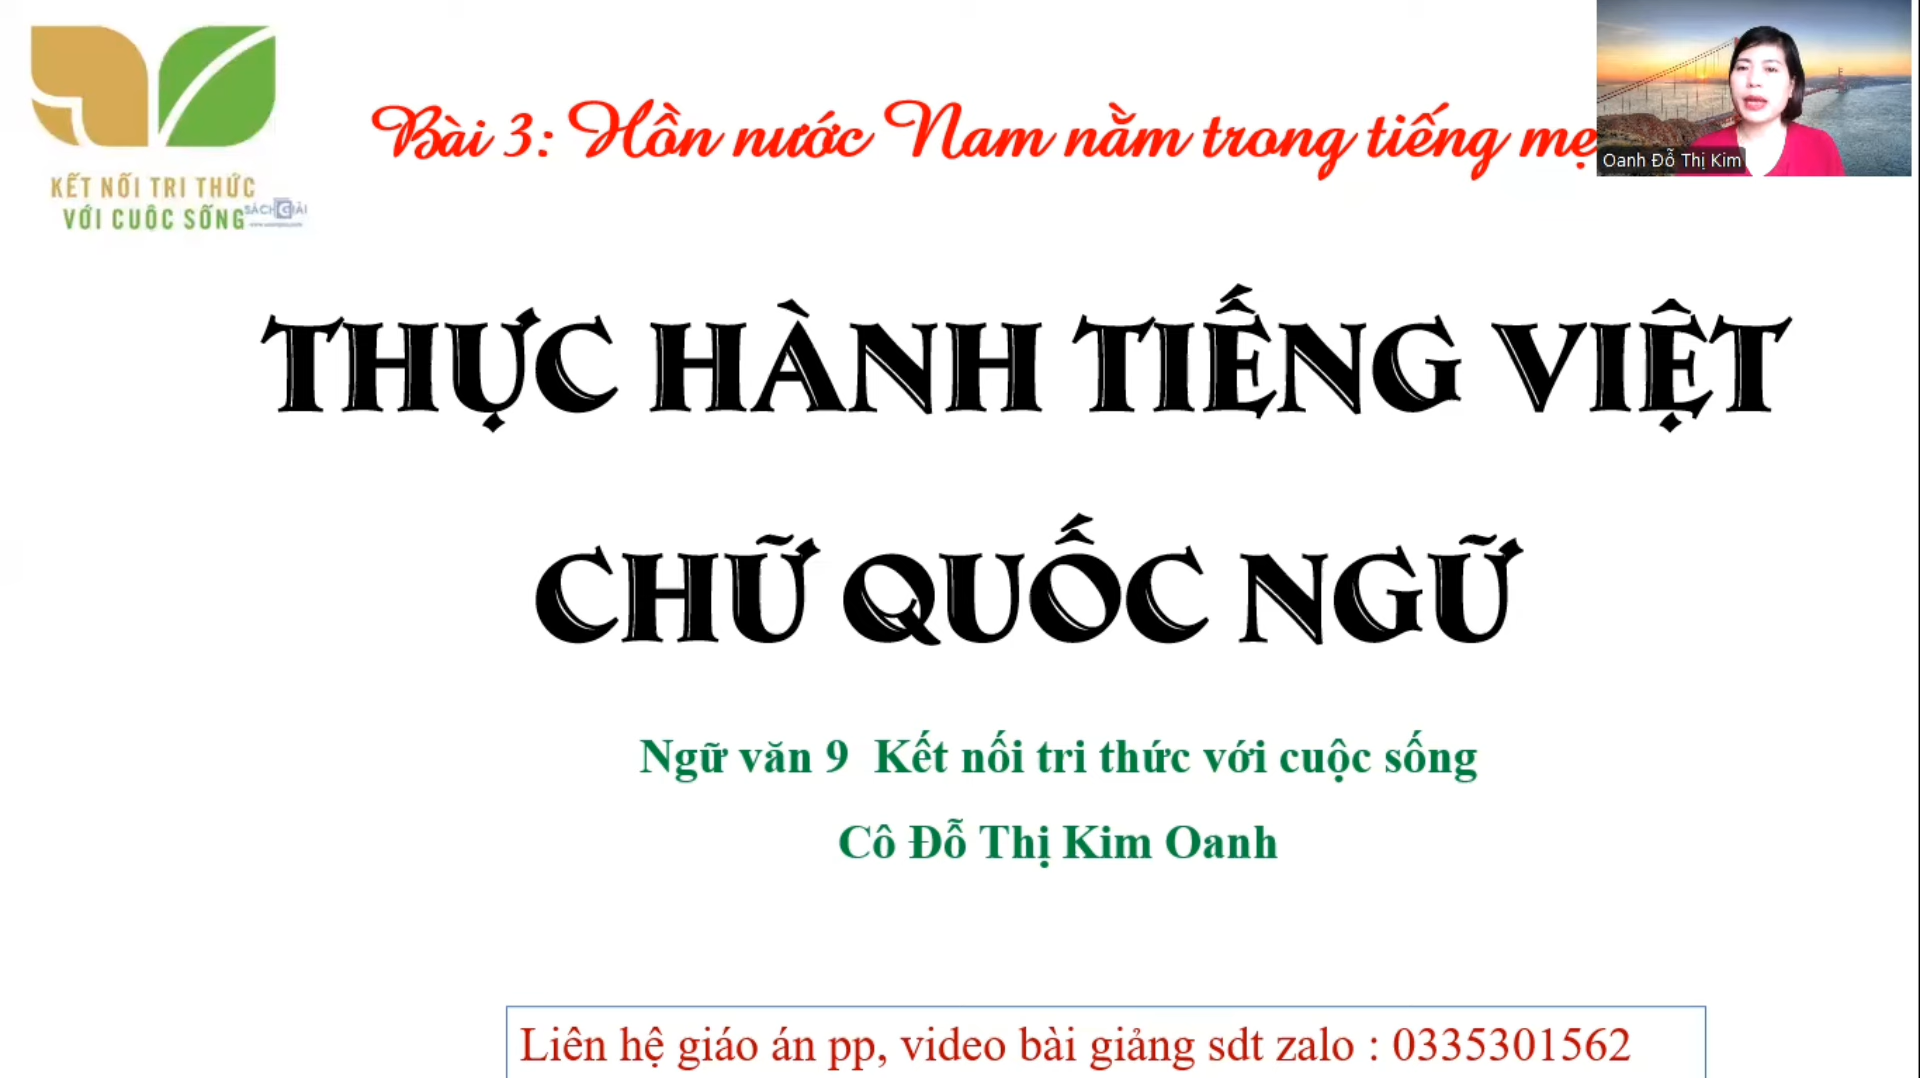 KẾT NỐI TRI THỨC
VỚI CUỘC SỐNG
SÁCH GIẢI
Bài 3: Hồn nước Nam nằm trong tiếng mẹ
Oanh Đỗ Thị Kim
THỰC HÀNH TIẾNG VIỆT
CHỮ QUỐC NGỮ
Ngữ văn 9 Kết nối tri thức với cuộc sống
Cô Đỗ Thị Kim Oanh
Liên hệ giáo án pp, video bài giảng sdt zalo : 0335301562